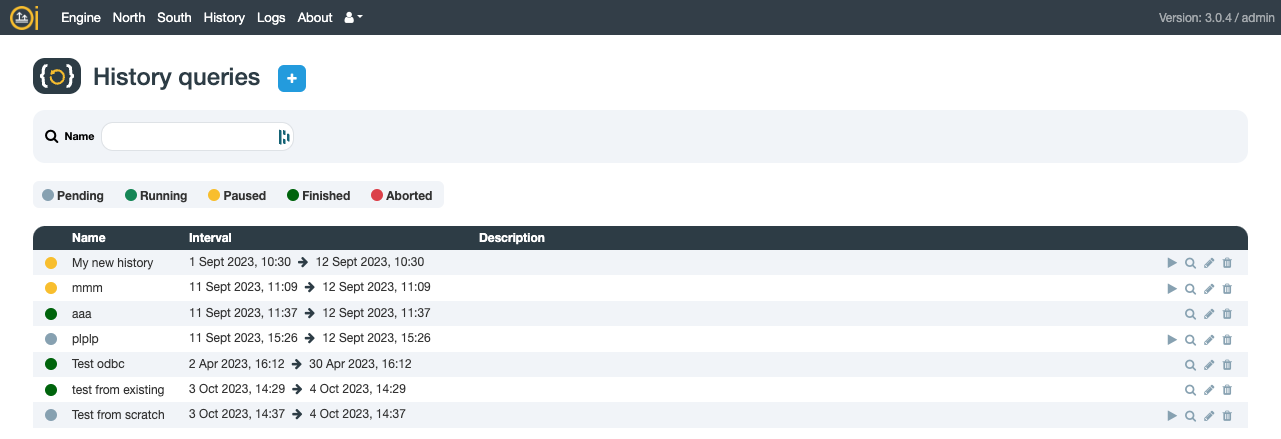 Engine North South History Logs About Version: 3.0.4 / admin
History queries
Name
Pending Running Paused Finished Aborted
Name Interval Description
My new history 1 Sept 2023, 10:30 → 12 Sept 2023, 10:30
mmm 11 Sept 2023, 11:09 → 12 Sept 2023, 11:09
aaa 11 Sept 2023, 11:37 → 12 Sept 2023, 11:37
plplp 11 Sept 2023, 15:26 → 12 Sept 2023, 15:26
Test odbc 2 Apr 2023, 16:12 → 30 Apr 2023, 16:12
test from existing 3 Oct 2023, 14:29 → 4 Oct 2023, 14:29
Test from scratch 3 Oct 2023, 14:37 → 4 Oct 2023, 14:37